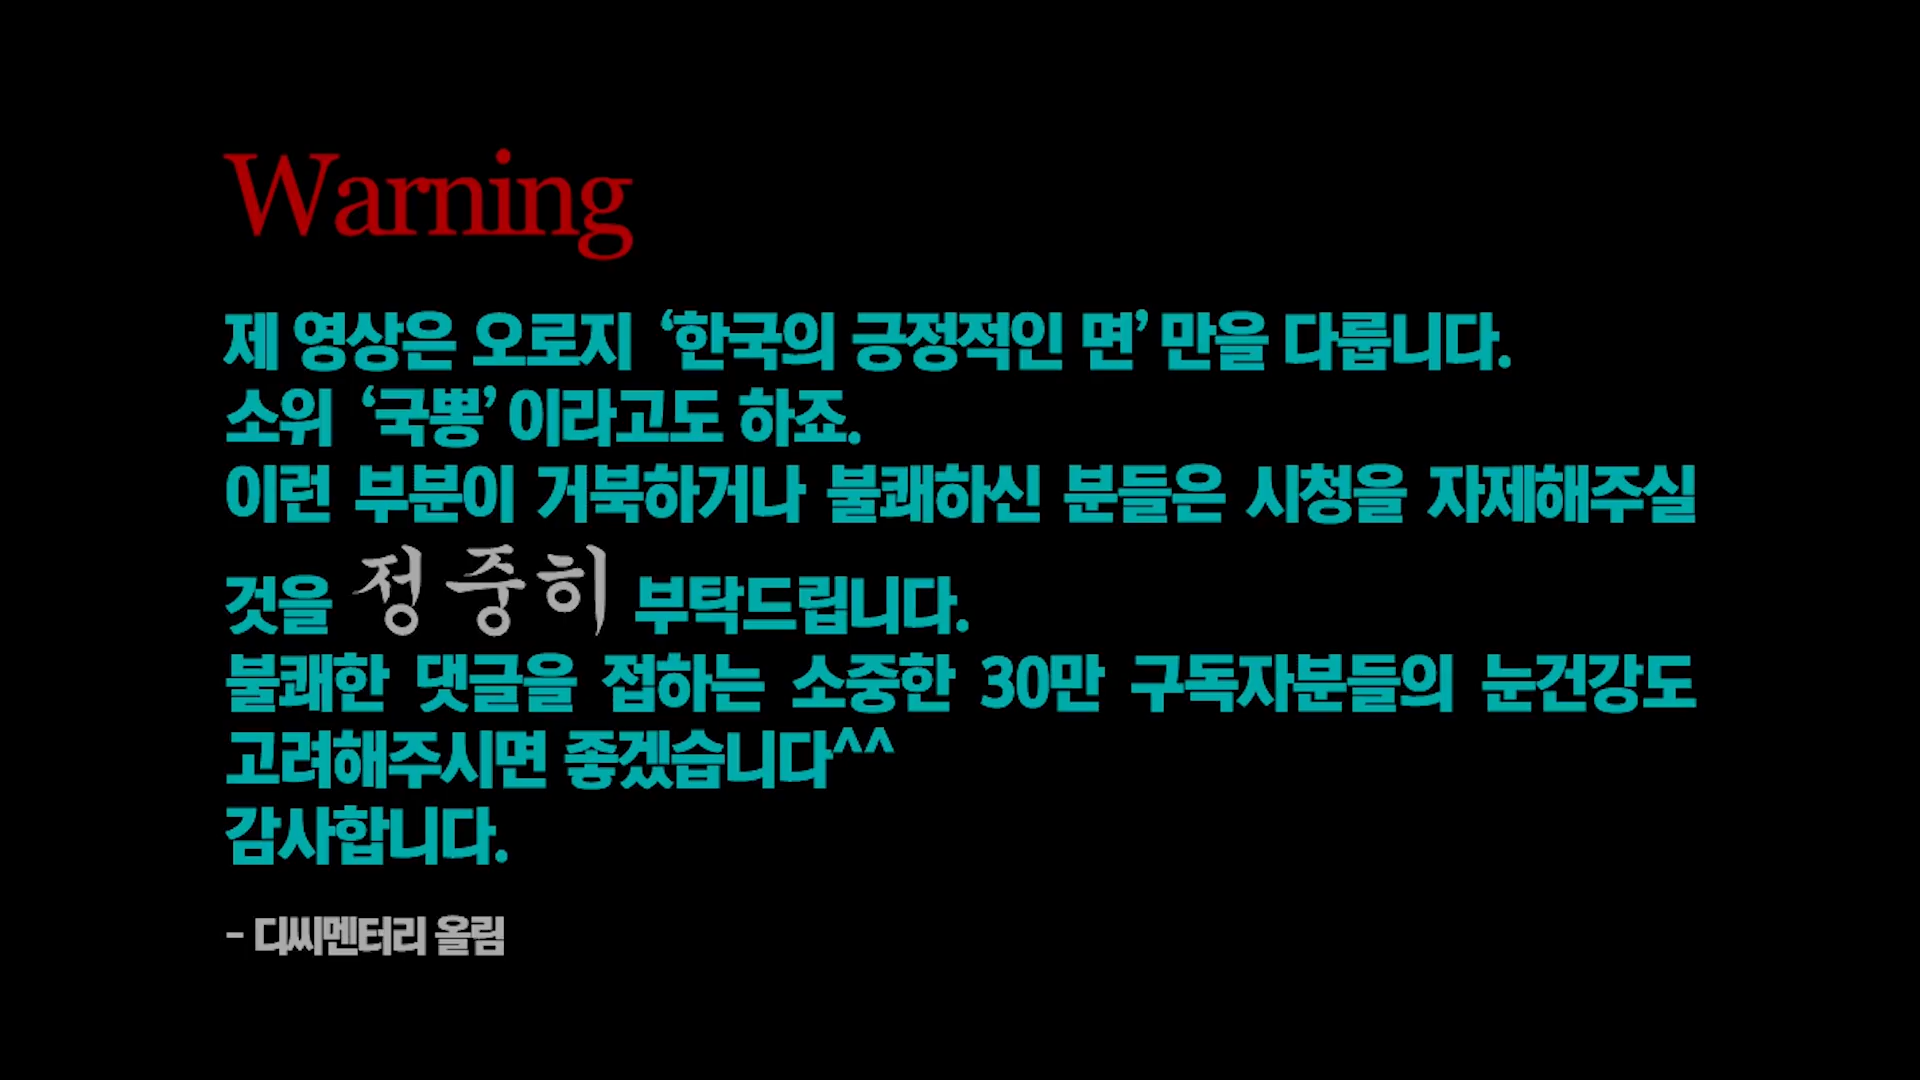 Warning
제 영상은 오로지 ‘한국의 긍정적인 면’ 만을 다룹니다.
소위 ‘국뽕’ 이라고도 하죠.
이런 부분이 거북하거나 불쾌하신 분들은 시청을 자제해주실
것을 정중히 부탁드립니다.
불쾌한 댓글을 접하는 소중한 30만 구독자분들의 눈건강도
고려해주시면 좋겠습니다^^
감사합니다.
- 디씨멘터리 올림